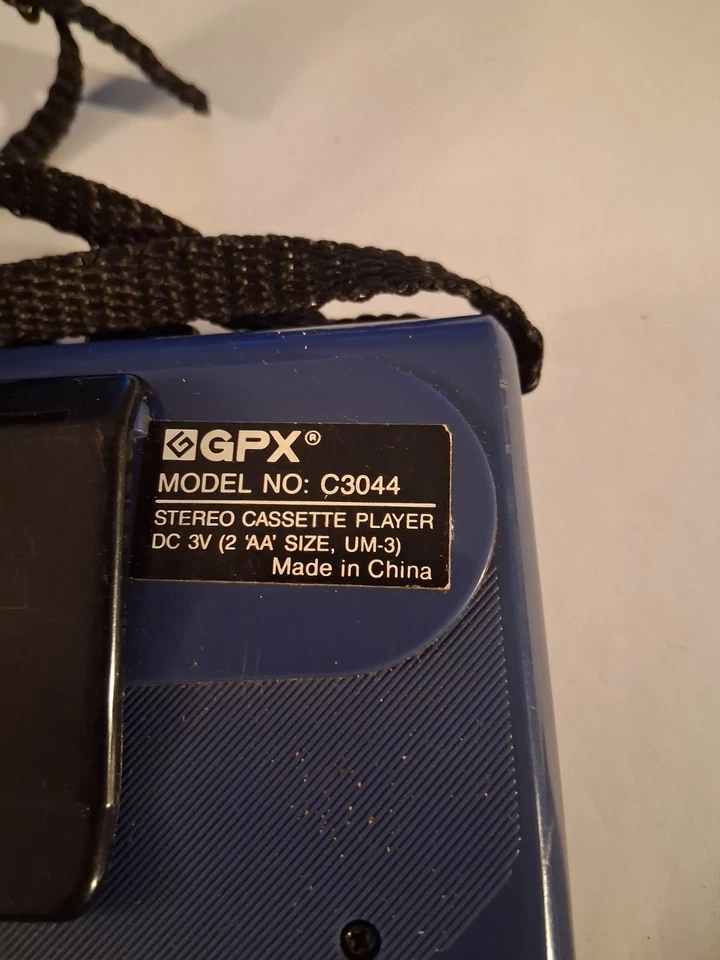 GPX®
MODEL NO: C3044
STEREO CASSETTE PLAYER
DC 3V (2 'AA' SIZE, UM-3)
Made in China